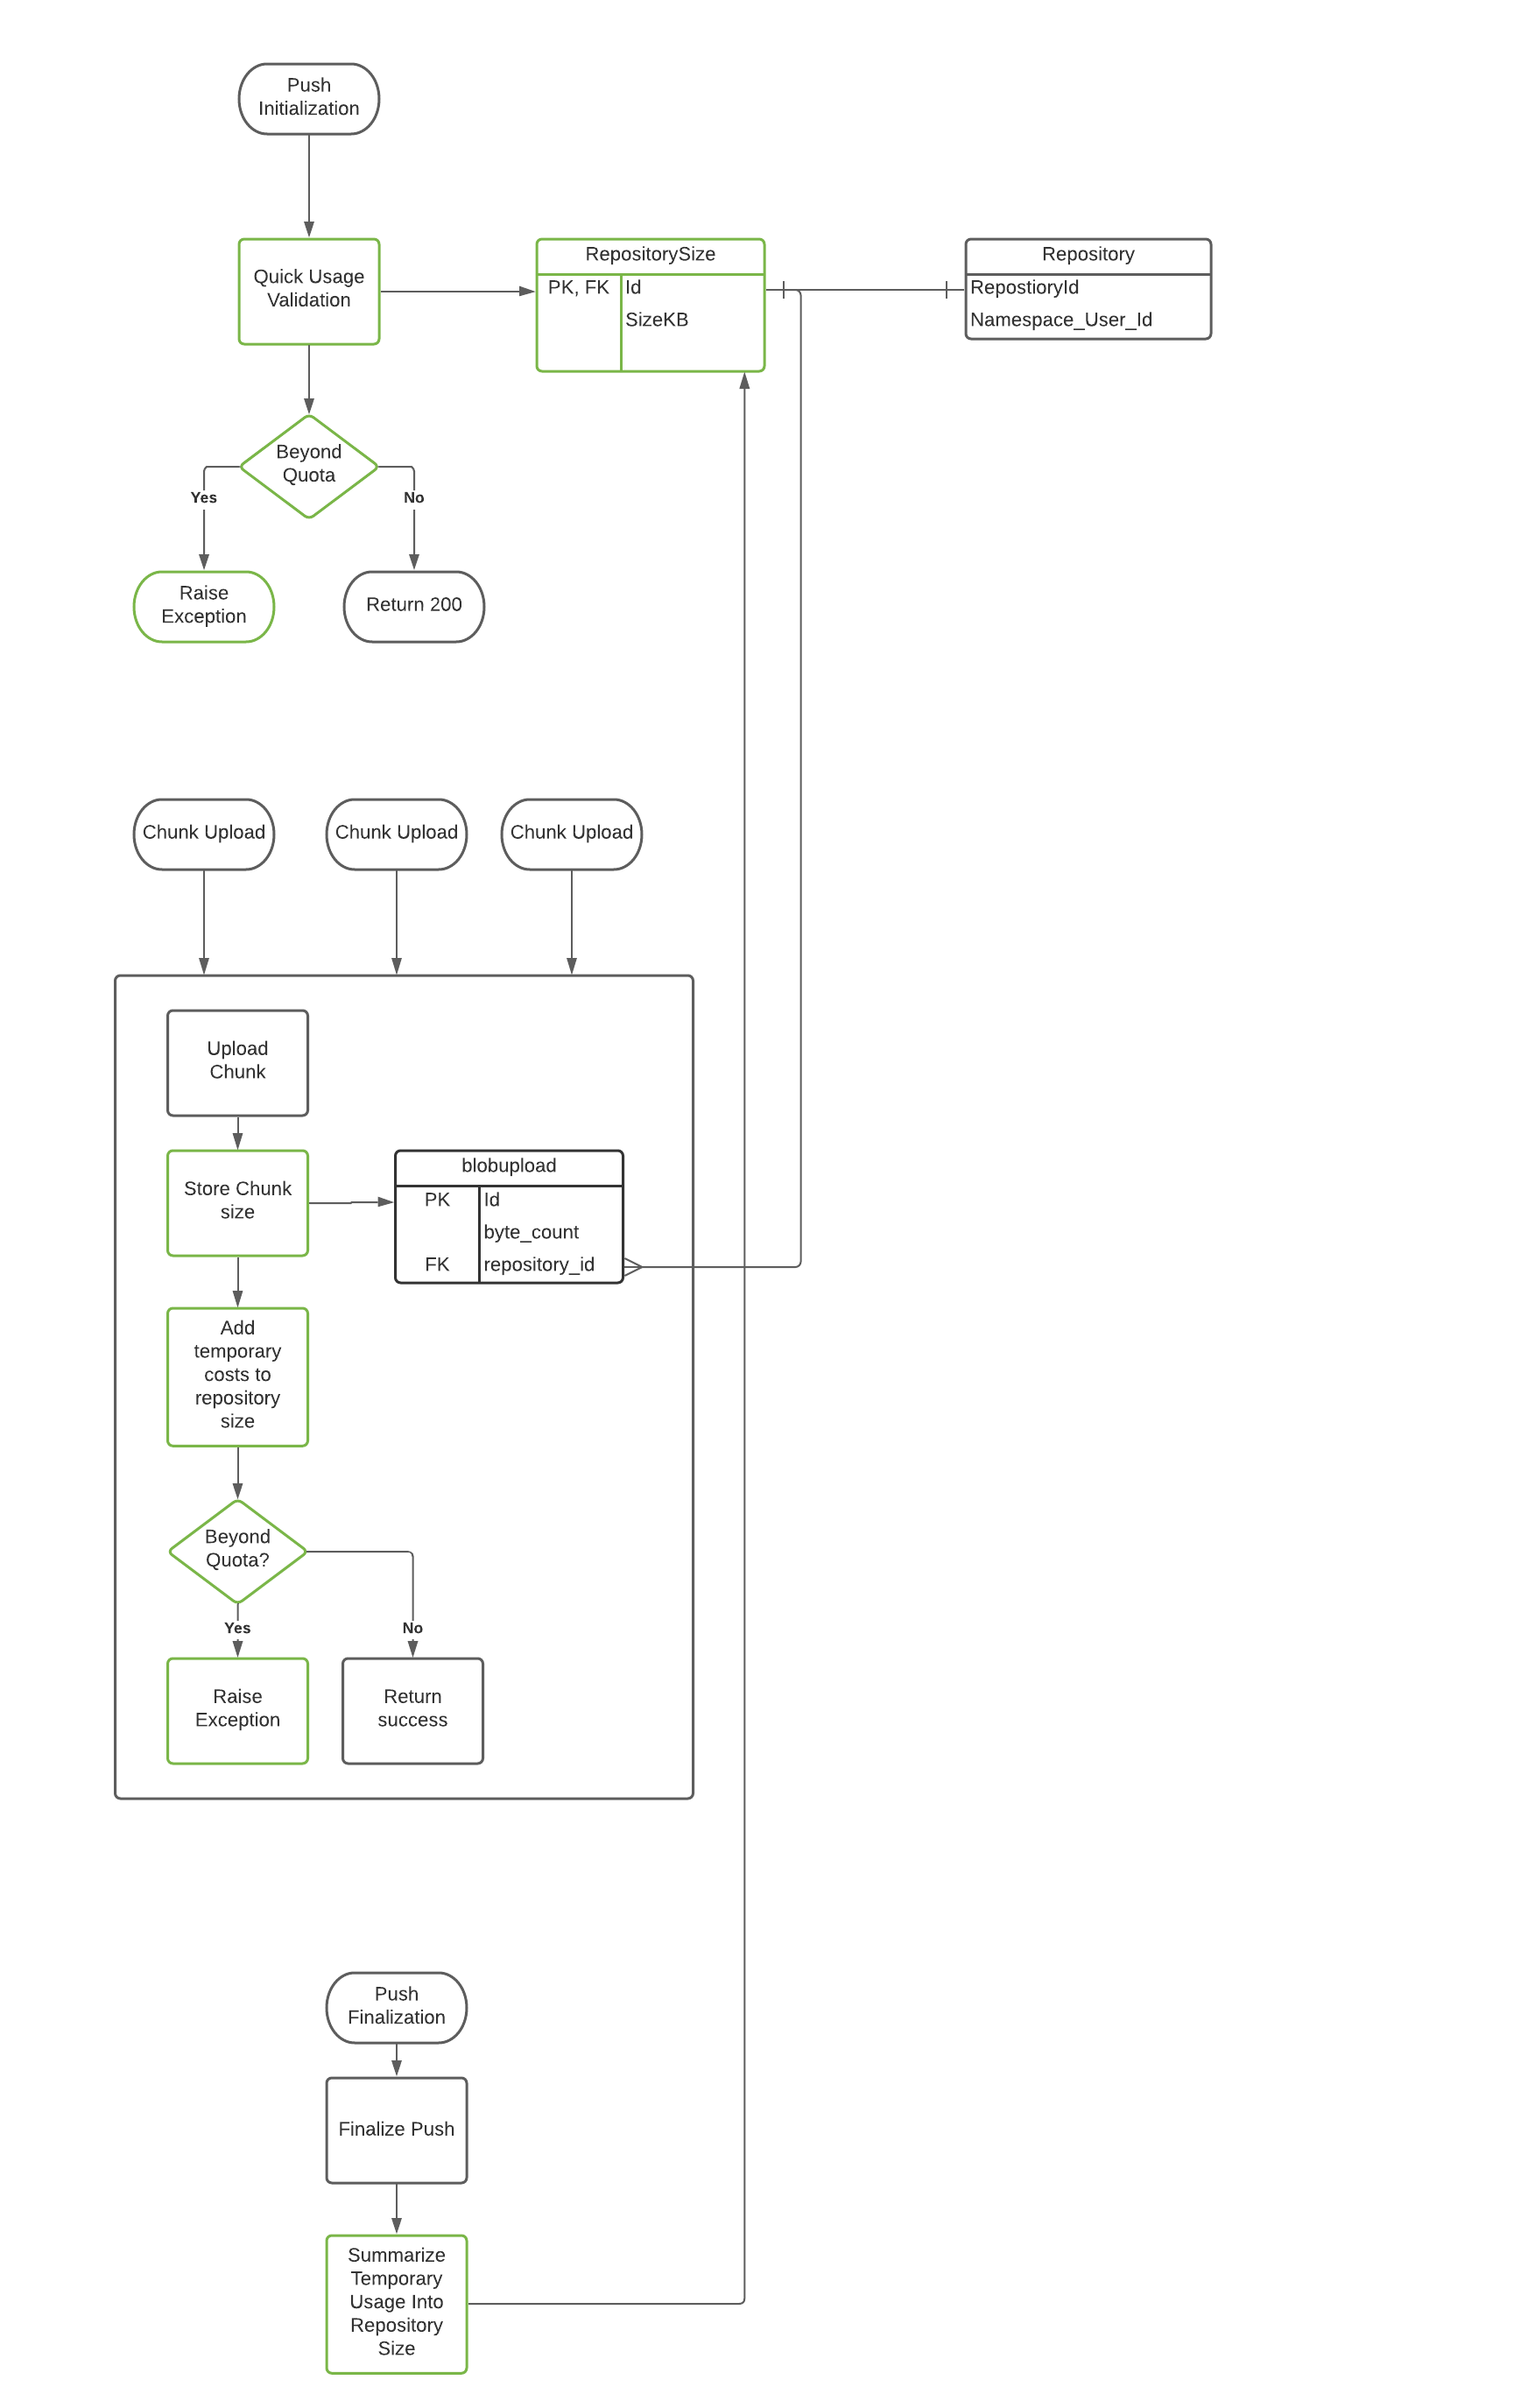 Push
Initialization
Quick Usage
Validation
RepositorySize
PK, FK
Id
SizeKB
Repository
RepostioryId
Namespace_User_Id
Beyond
Quota
Yes
No
Raise
Exception
Return 200
Chunk Upload
Chunk Upload
Chunk Upload
Upload
Chunk
Store Chunk
size
blobupload
PK
Id
byte_count
FK
repository_id
Add
temporary
costs to
repository
size
Beyond
Quota?
Yes
No
Raise
Exception
Return
success
Push
Finalization
Finalize Push
Summarize
Temporary
Usage Into
Repository
Size